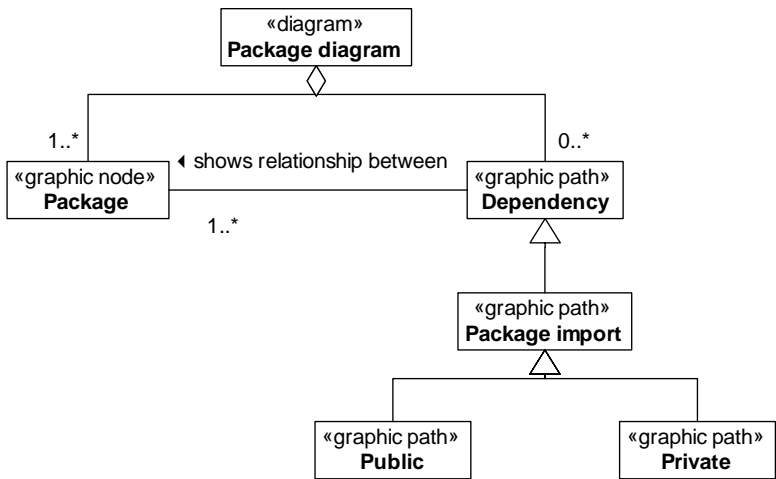 «diagram»
Package diagram
1..*
0..*
shows relationship between
«graphic node»
Package
«graphic path»
Dependency
1..*
«graphic path»
Package import
«graphic path»
Public
«graphic path»
Private